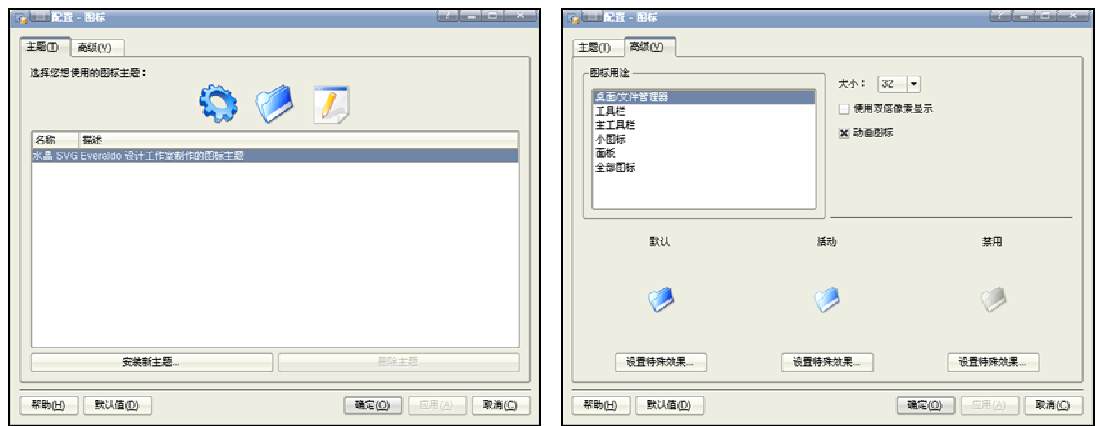 配置 - 图标
主题(T)
高级(V)
选择您想使用的图标主题：
名称
描述
水晶 SVG Everaldo 设计工作室制作的图标主题
安装新主题...
删除主题
帮助(H)
默认值(D)
确定(O)
应用(A)
取消(C)
配置 - 图标
主题(T)
高级(V)
图标用途
桌面/文件管理器
工具栏
主工具栏
小图标
面板
全部图标
大小：
32
使用双倍像素显示
动画图标
默认
活动
禁用
设置特殊效果...
设置特殊效果...
设置特殊效果...
帮助(H)
默认值(D)
确定(O)
应用(A)
取消(C)